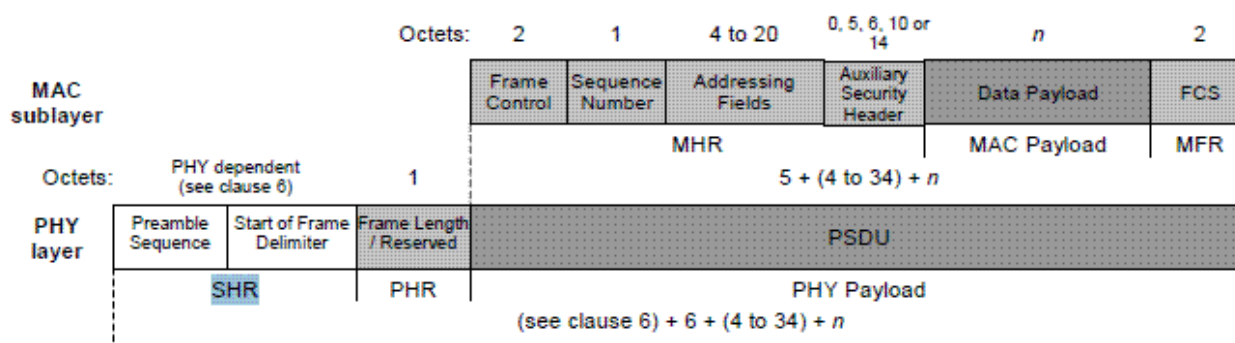 Octets: 2 1 4 to 20 0, 5, 6, 10 or 14 n 2
MAC sublayer
Frame Control
Sequence Number
Addressing Fields
Auxiliary Security Header
Data Payload
FCS
MHR MAC Payload MFR
Octets: PHY dependent (see clause 6) 1 5 + (4 to 34) + n
PHY layer
Preamble Sequence
Start of Frame Delimiter
Frame Length / Reserved
PSDU
SHR PHR PHY Payload
(see clause 6) + 6 + (4 to 34) + n